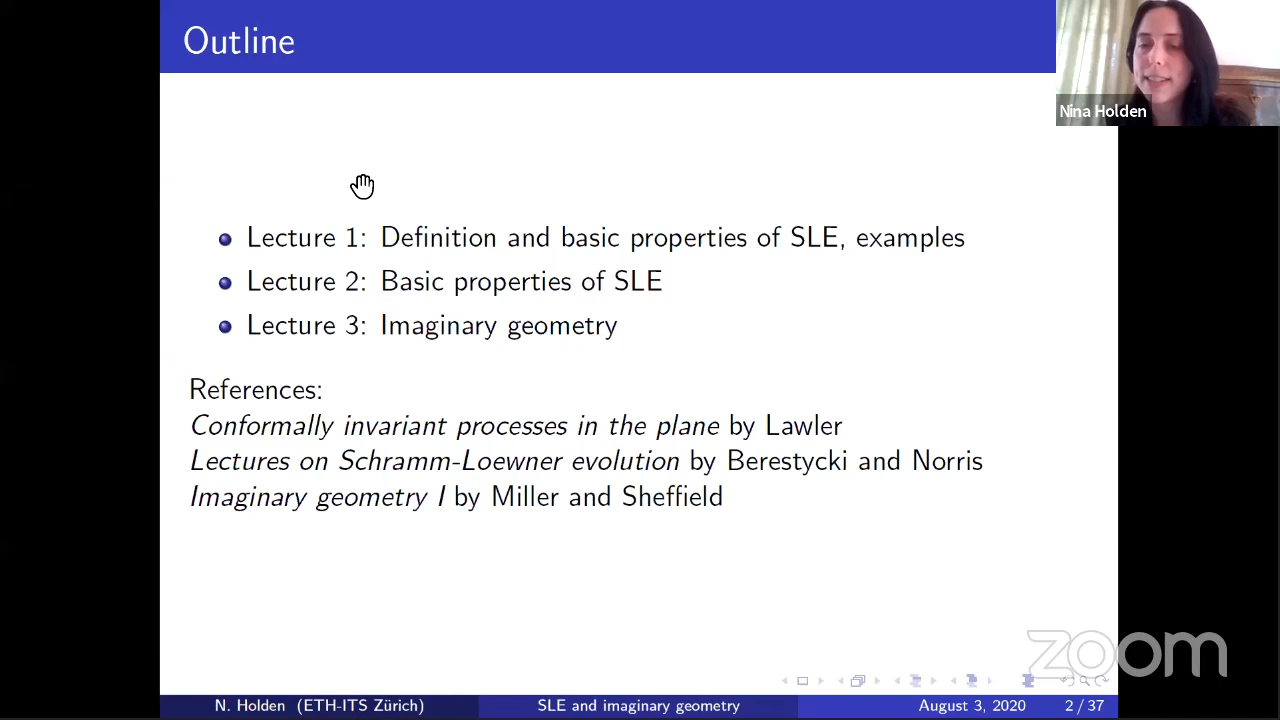 Outline
Nina Holden
Lecture 1: Definition and basic properties of SLE, examples
Lecture 2: Basic properties of SLE
Lecture 3: Imaginary geometry
References:
Conformally invariant processes in the plane by Lawler
Lectures on Schramm-Loewner evolution by Berestycki and Norris
Imaginary geometry I by Miller and Sheffield
zoom
N. Holden (ETH-ITS Zürich) SLE and imaginary geometry August 3, 2020 2 / 37